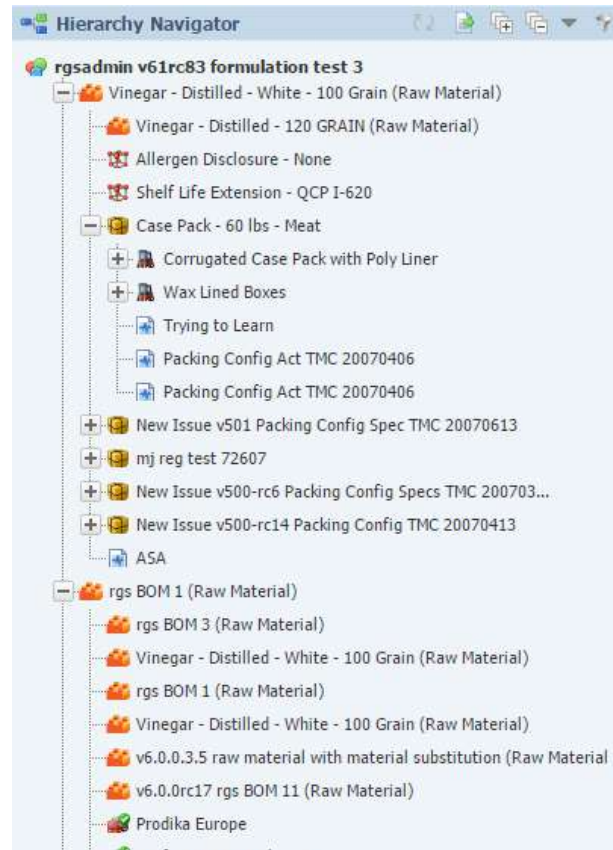 Hierarchy Navigator
rgsadmin v61rc83 formulation test 3
Vinegar - Distilled - White - 100 Grain (Raw Material)
Vinegar - Distilled - 120 GRAIN (Raw Material)
Allergen Disclosure - None
Shelf Life Extension - QCP I-620
Case Pack - 60 lbs - Meat
Corrugated Case Pack with Poly Liner
Wax Lined Boxes
Trying to Learn
Packing Config Act TMC 20070406
Packing Config Act TMC 20070406
New Issue v501 Packing Config Spec TMC 20070613
mj reg test 72607
New Issue v500-rc6 Packing Config Specs TMC 200703...
New Issue v500-rc14 Packing Config TMC 20070413
ASA
rgs BOM 1 (Raw Material)
rgs BOM 3 (Raw Material)
Vinegar - Distilled - White - 100 Grain (Raw Material)
rgs BOM 1 (Raw Material)
Vinegar - Distilled - White - 100 Grain (Raw Material)
v6.0.0.3.5 raw material with material substitution (Raw Material
v6.0.0rc17 rgs BOM 11 (Raw Material)
Prodika Europe